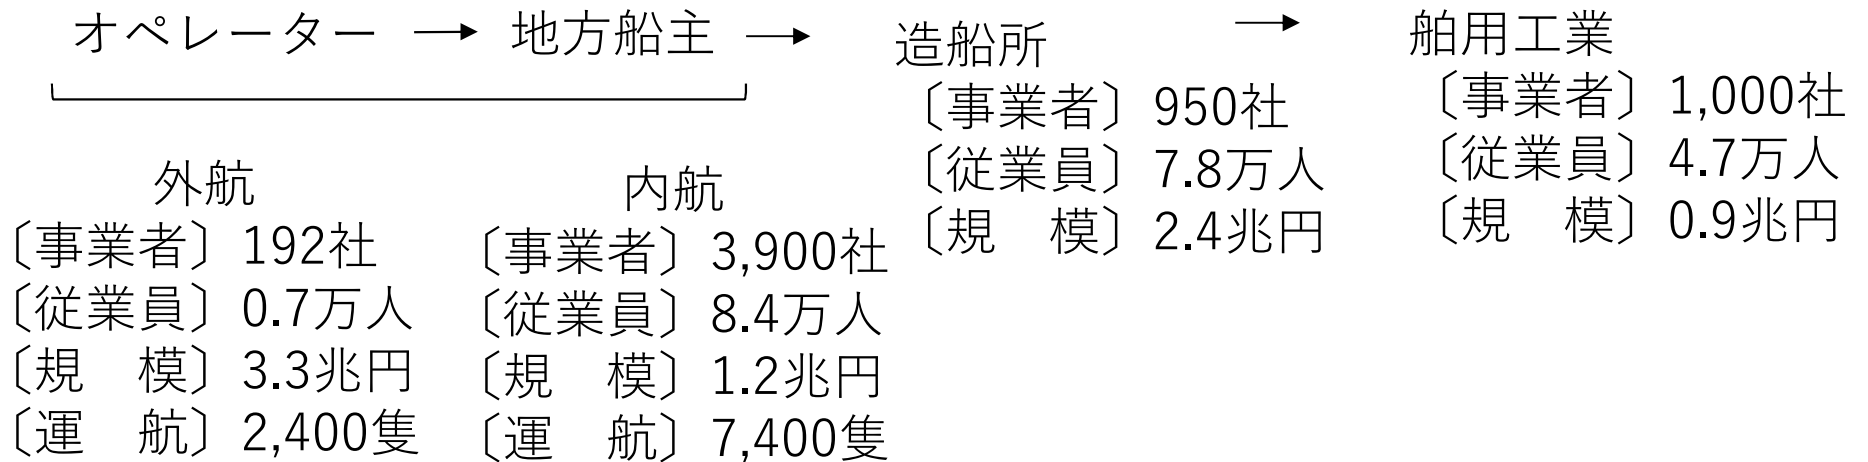 オペレーター → 地方船主 → 造船所 → 舶用工業
外航
〔事業者〕192社
〔従業員〕0.7万人
〔規　模〕3.3兆円
〔運　航〕2,400隻
内航
〔事業者〕3,900社
〔従業員〕8.4万人
〔規　模〕1.2兆円
〔運　航〕7,400隻
〔事業者〕950社
〔従業員〕7.8万人
〔規　模〕2.4兆円
〔事業者〕1,000社
〔従業員〕4.7万人
〔規　模〕0.9兆円